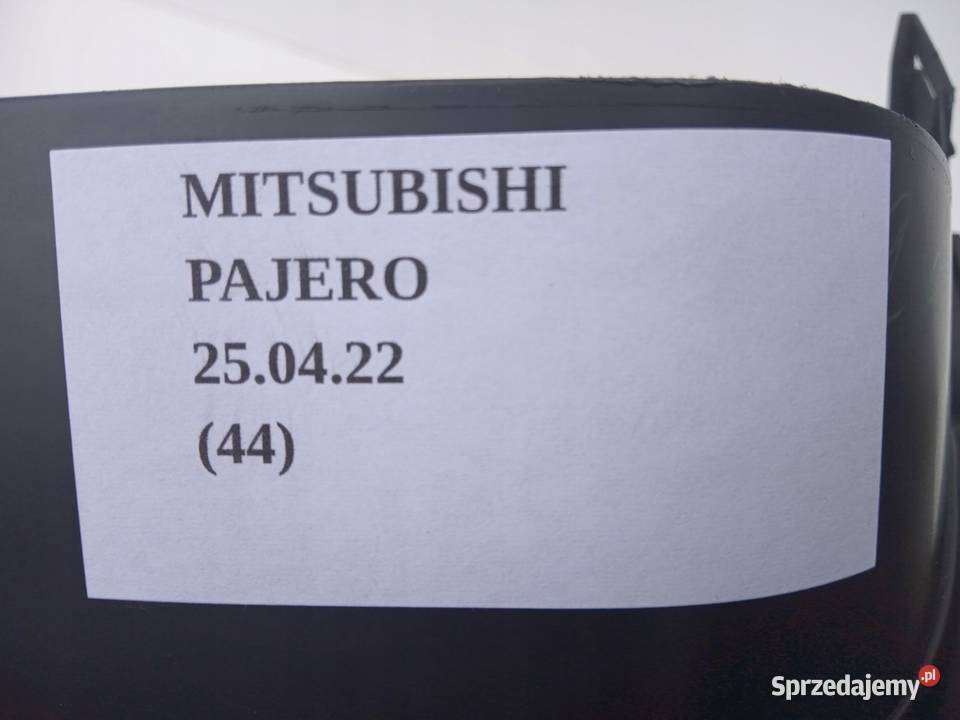 MITSUBISHI
PAJERO
25.04.22
(44)
Sprzedajemy.pl